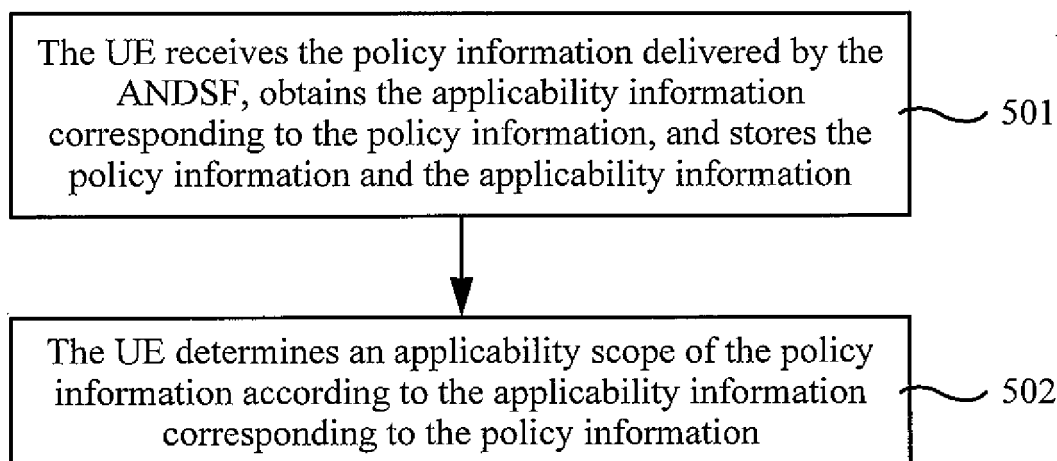 The UE receives the policy information delivered by the
ANDSF, obtains the applicability information
corresponding to the policy information, and stores the
policy information and the applicability information
501
The UE determines an applicability scope of the policy
information according to the applicability information
corresponding to the policy information
502